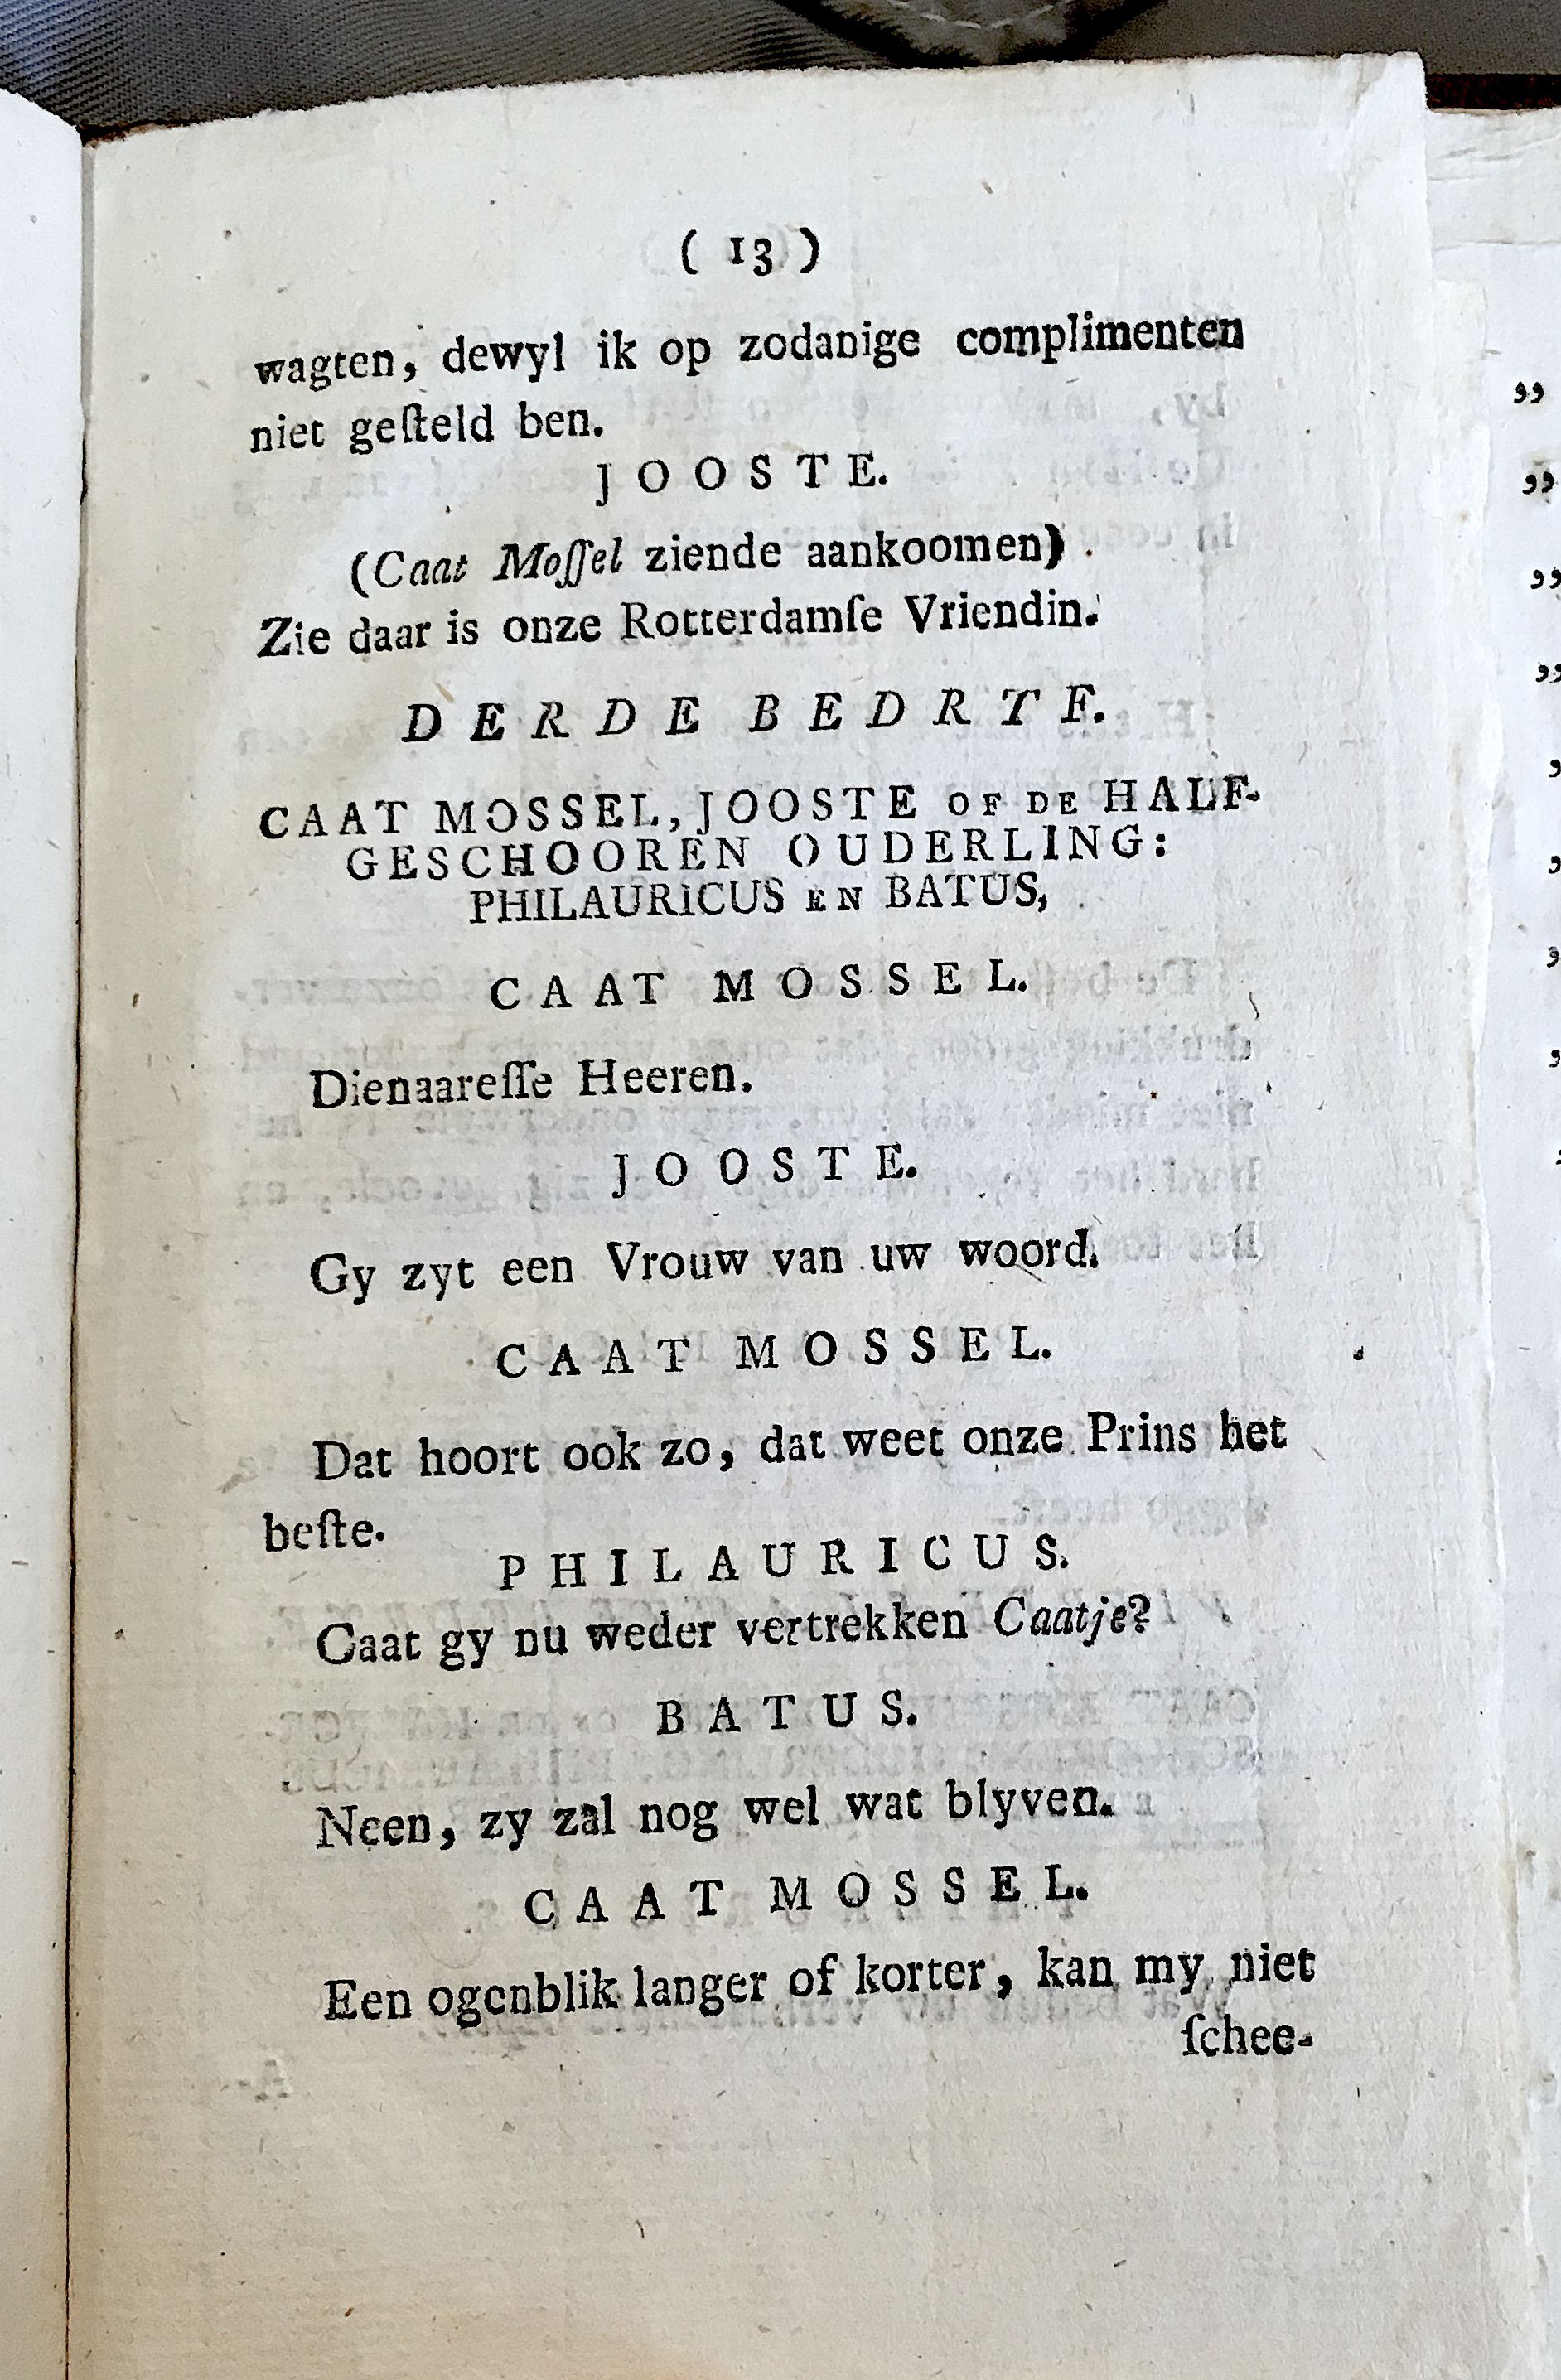 ( 13 )
wagten, dewyl ik op zodanige complimenten
niet geſteld ben.
JOOSTE.
(Caat Moſſel ziende aankoomen)
Zie daar is onze Rotterdamſe Vriendin.
DERDE BEDRYF.
CAAT MOSSEL, JOOSTE OF DE HALF-
GESCHOOREN OUDERLING:
PHILAURICUS EN BATUS,
CAAT MOSSEL.
Dienaareſſe Heeren.
JOOSTE.
Gy zyt een Vrouw van uw woord.
CAAT MOSSEL.
Dat hoort ook zo, dat weet onze Prins het
beſte.
PHILAURICUS.
Gaat gy nu weder vertrekken Caatje?
BATUS.
Neen, zy zal nog wel wat blyven.
CAAT MOSSEL.
Een ogenblik langer of korter, kan my niet
ſchee-